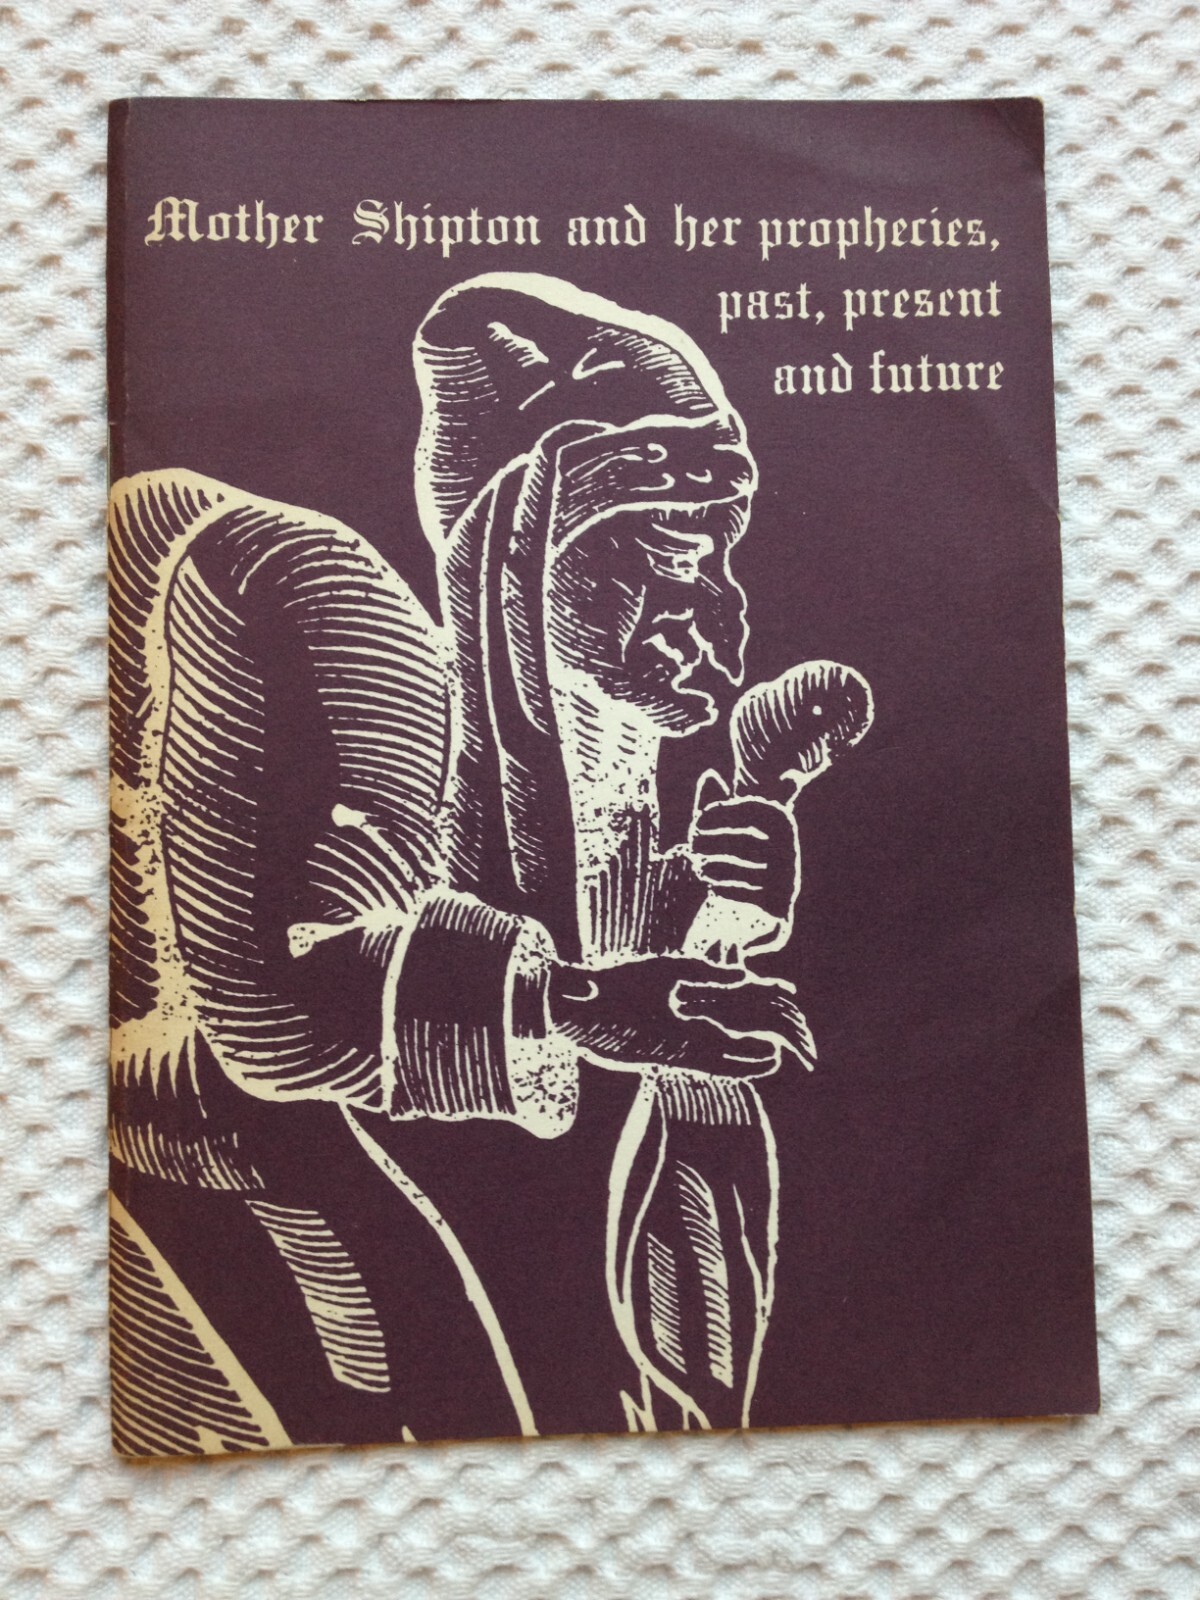 Mother Shipton and her prophecies,
past, present
and future